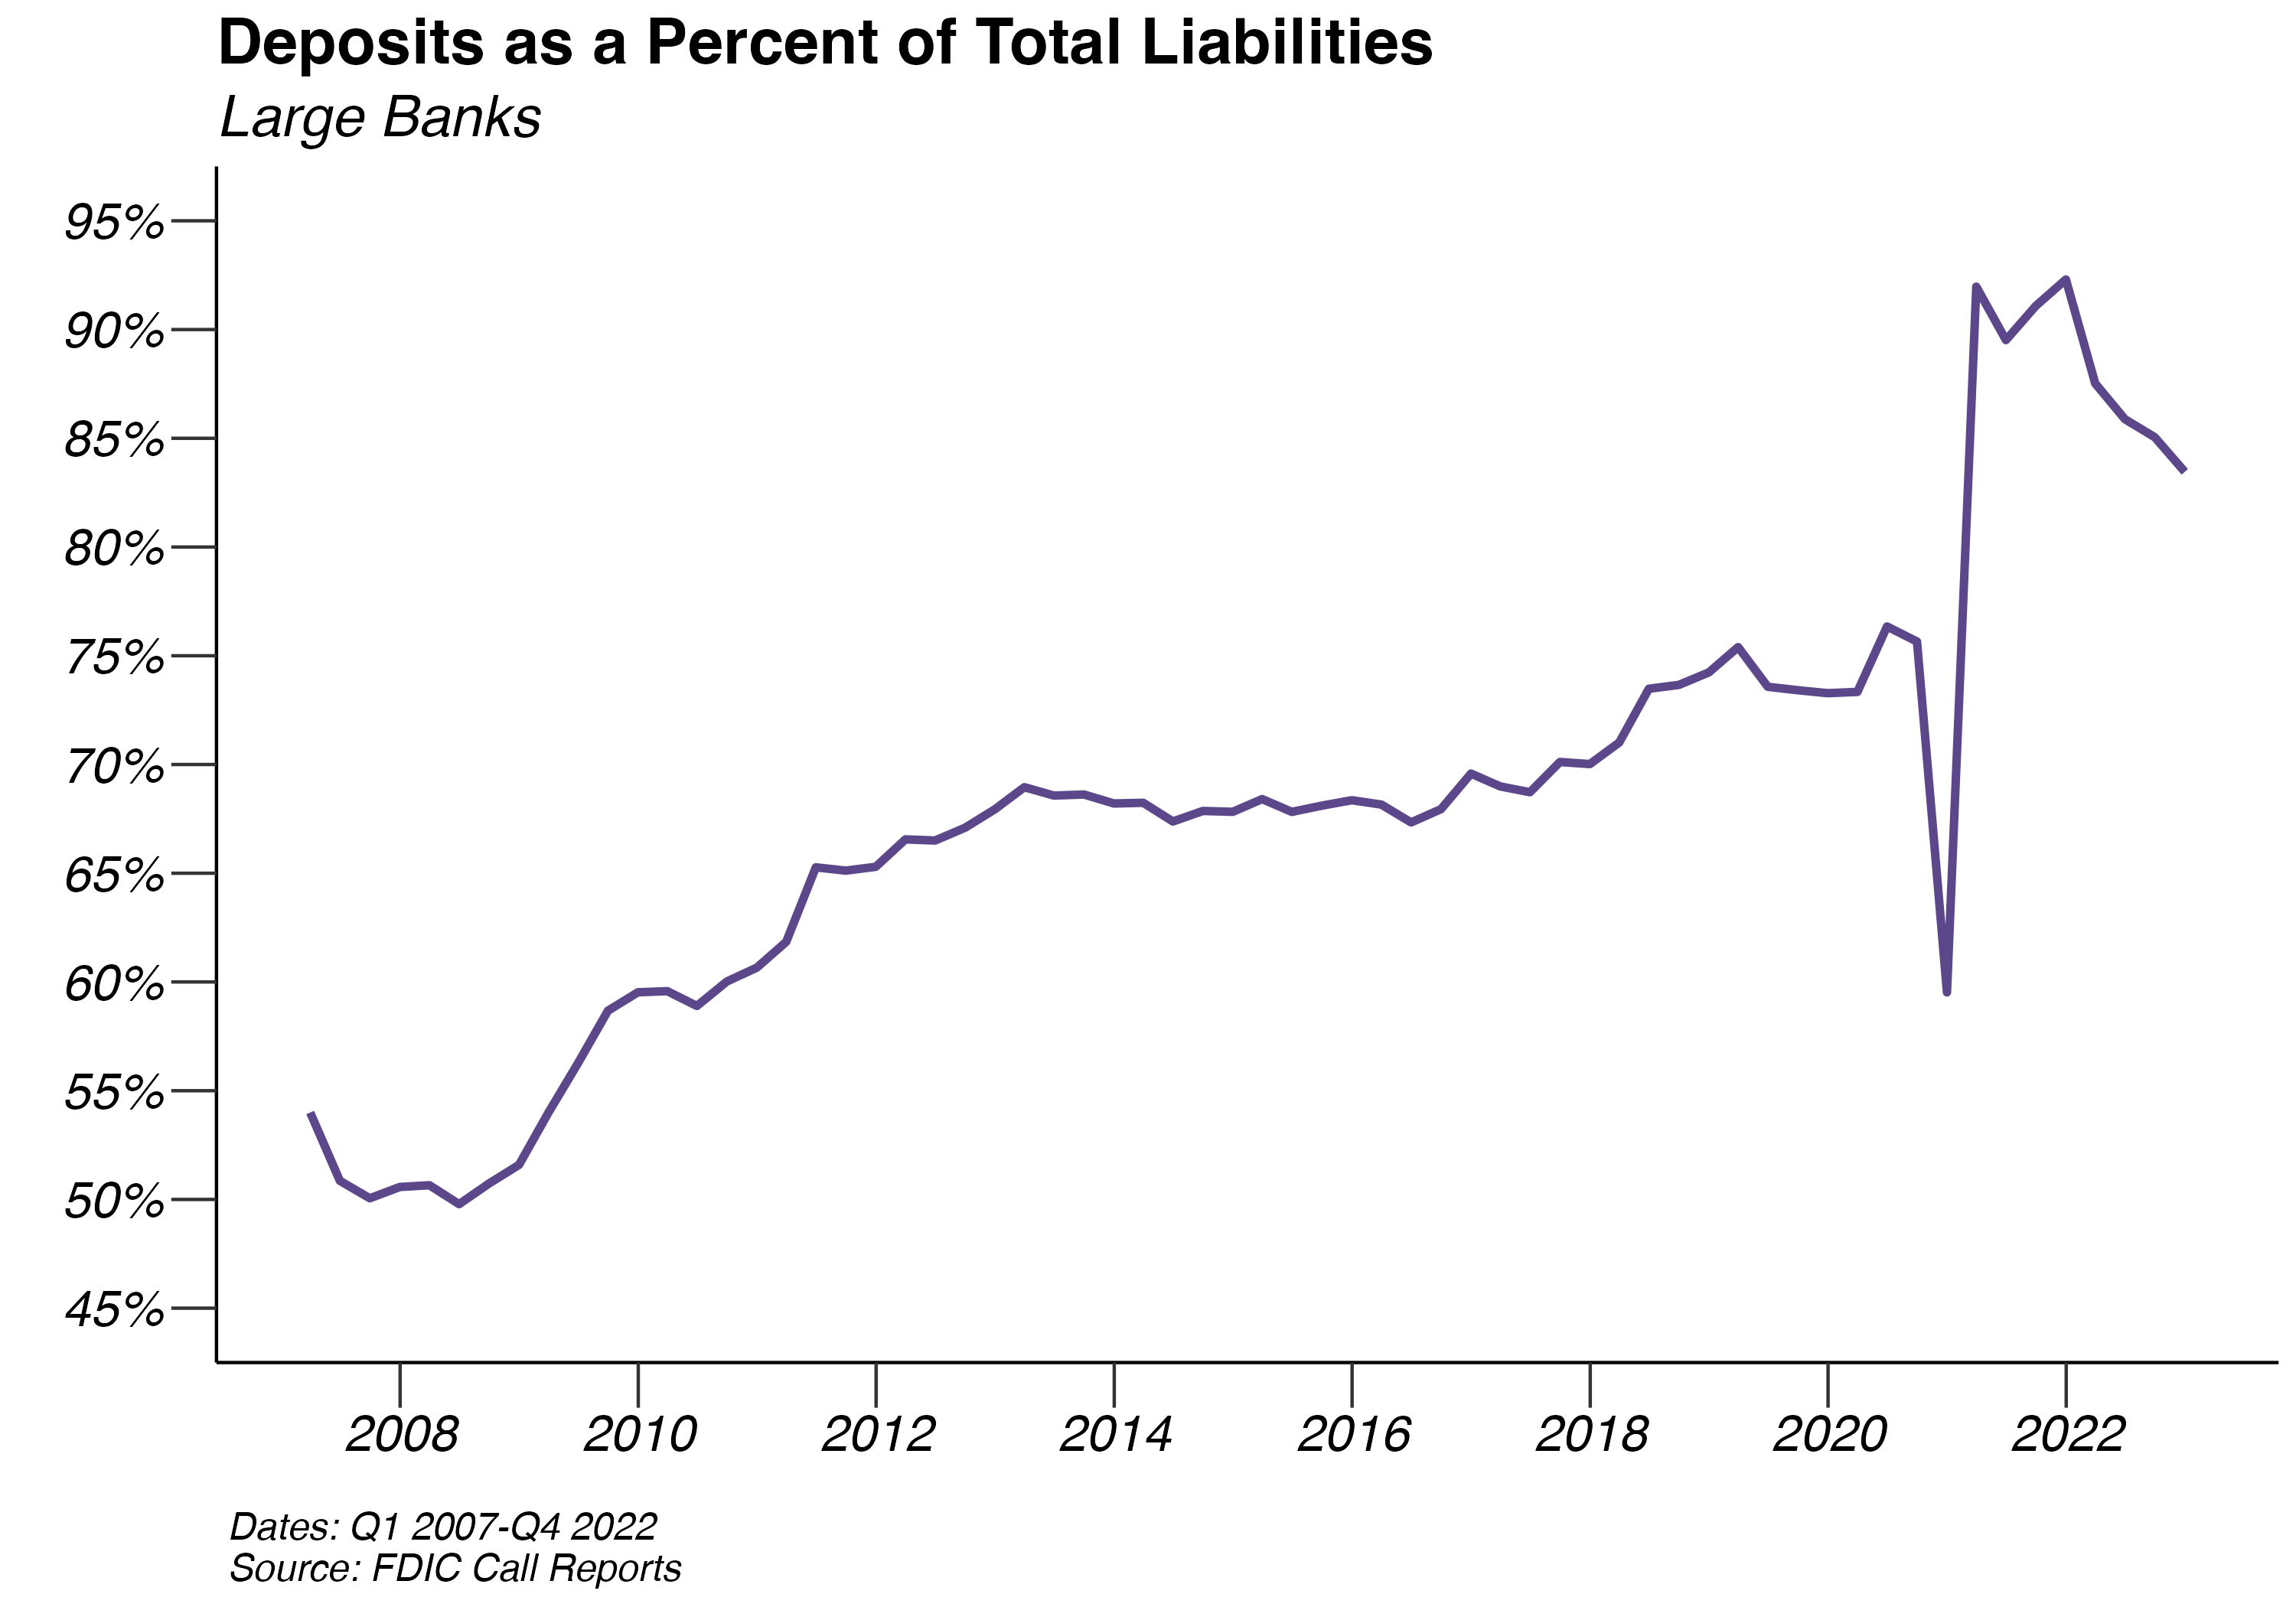 Deposits as a Percent of Total Liabilities
Large Banks
95%
90%
85%
80%
75%
70%
65%
60%
55%
50%
45%
2008 2010 2012 2014 2016 2018 2020 2022
Dates: Q1 2007-Q4 2022
Source: FDIC Call Reports